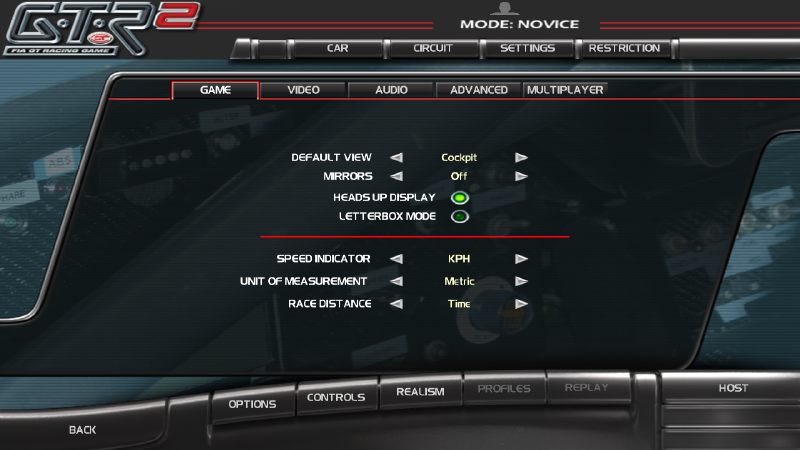 GTR2
FIA GT RACING GAME
MODE: NOVICE
CAR CIRCUIT SETTINGS RESTRICTION
GAME VIDEO AUDIO ADVANCED MULTIPLAYER
DEFAULT VIEW Cockpit
MIRRORS Off
HEADS UP DISPLAY
LETTERBOX MODE
SPEED INDICATOR KPH
UNIT OF MEASUREMENT Metric
RACE DISTANCE Time
ABS
BACK OPTIONS CONTROLS REALISM PROFILES REPLAY HOST